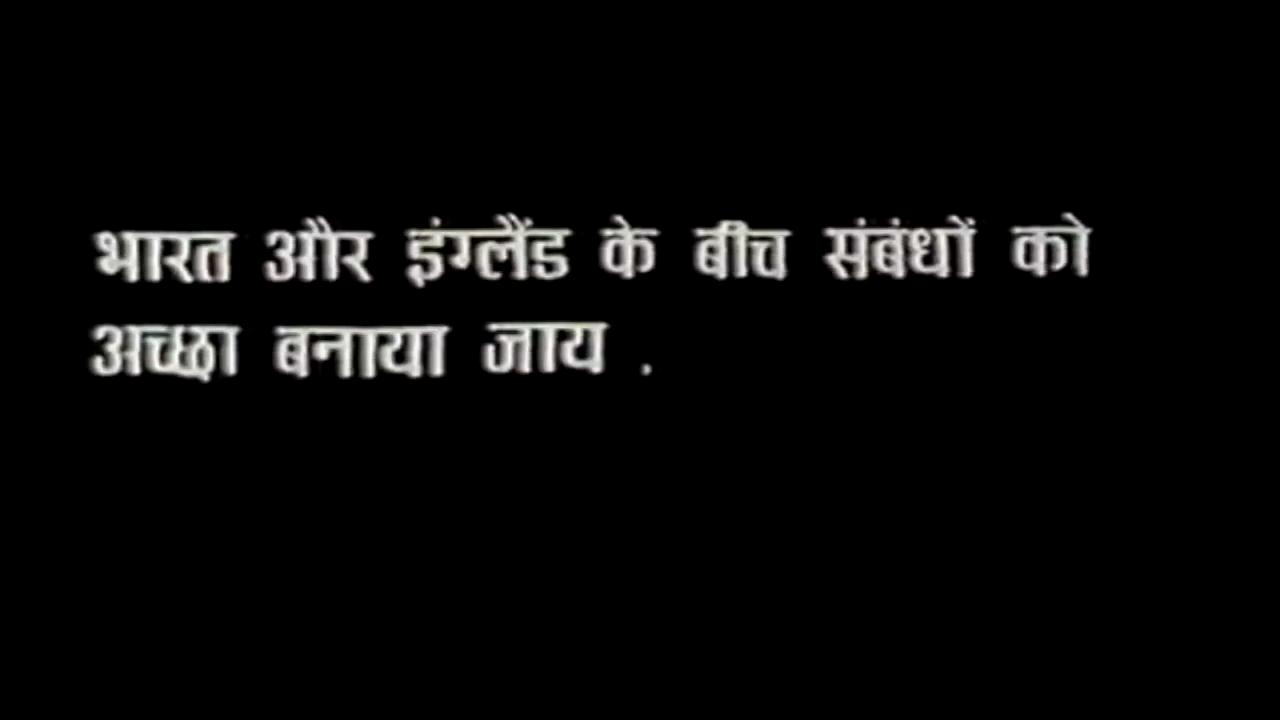 भारत और इंग्लैंड के बीच संबंधों को
अच्छा बनाया जाय .